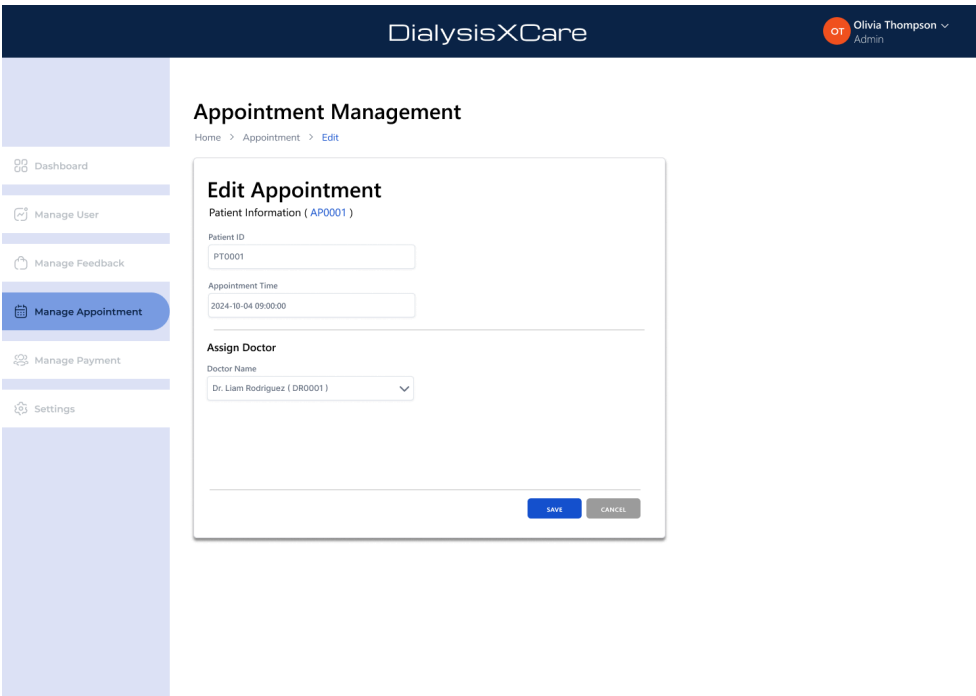 DialysisXCare
OT
Olivia Thompson
Admin
Appointment Management
Home > Appointment > Edit
Dashboard
Manage User
Manage Feedback
Manage Appointment
Manage Payment
Settings
Edit Appointment
Patient Information ( AP0001 )
Patient ID
PT0001
Appointment Time
2024-10-04 09:00:00
Assign Doctor
Doctor Name
Dr. Liam Rodriguez ( DR0001 )
SAVE
CANCEL